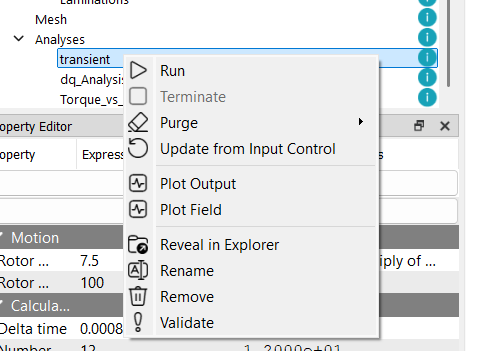 Laminations
Mesh
Analyses
transient
dq_Analysis
Torque_vs_
operty Editor
operty Express
Run
Terminate
Purge
Update from Input Control
Plot Output
Plot Field
Reveal in Explorer
Rename
Remove
Validate
Motion
Rotor ... 7.5 iply of ...
Rotor ... 100
Calcula...
Delta time 0.0008
Number 12 1.2000e+01